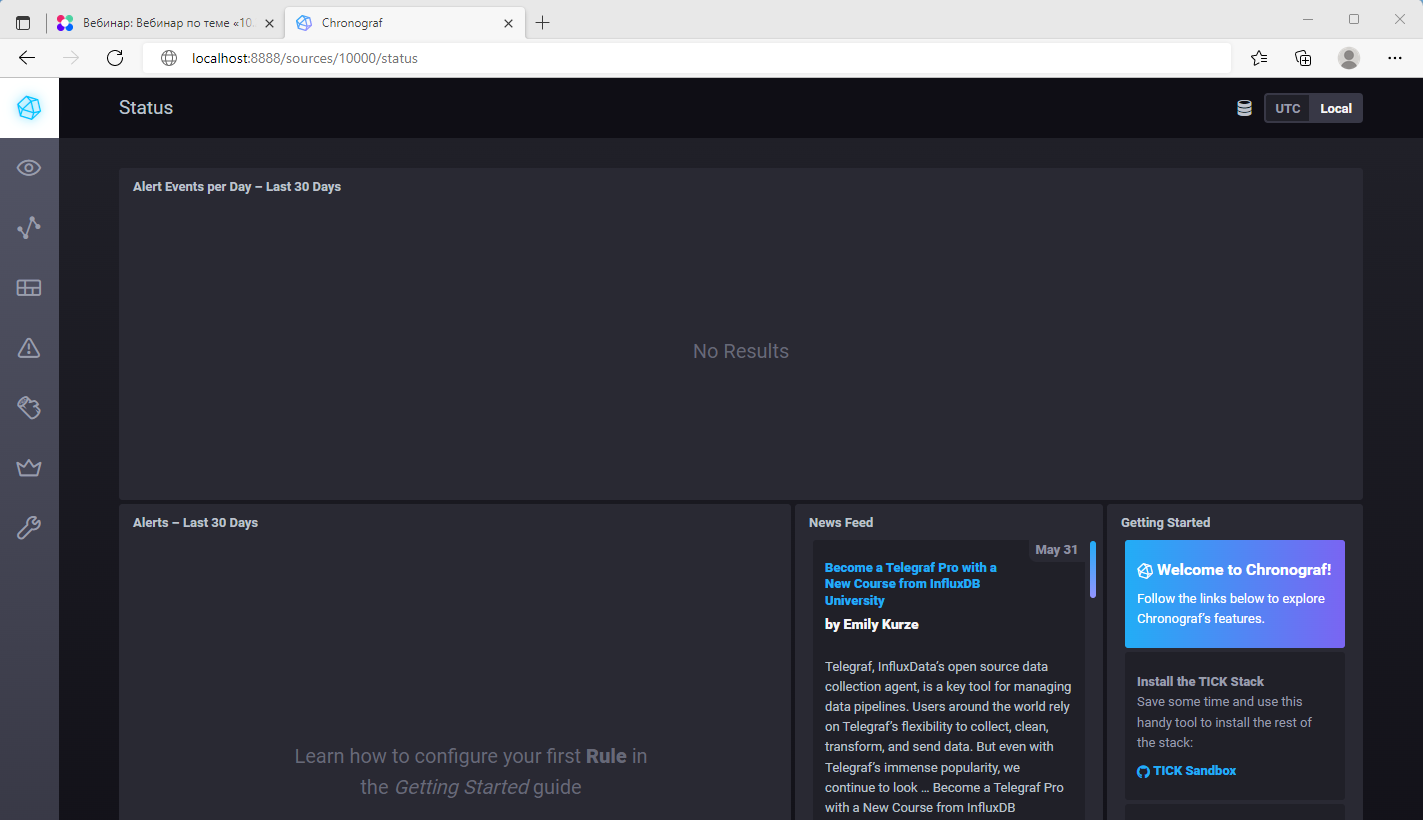 Вебинар: Вебинар по теме «10.
Chronograf
localhost:8888/sources/10000/status
Status
UTC
Local
Alert Events per Day – Last 30 Days
No Results
Alerts – Last 30 Days
Learn how to configure your first Rule in
the Getting Started guide
News Feed
May 31
Become a Telegraf Pro with a
New Course from InfluxDB
University
by Emily Kurze
Telegraf, InfluxData’s open source data
collection agent, is a key tool for managing
data pipelines. Users around the world rely
on Telegraf’s flexibility to collect, clean,
transform, and send data. But even with
Telegraf’s immense popularity, we
continue to look … Become a Telegraf Pro
with a New Course from InfluxDB
Getting Started
Welcome to Chronograf!
Follow the links below to explore
Chronograf’s features.
Install the TICK Stack
Save some time and use this
handy tool to install the rest of
the stack:
TICK Sandbox